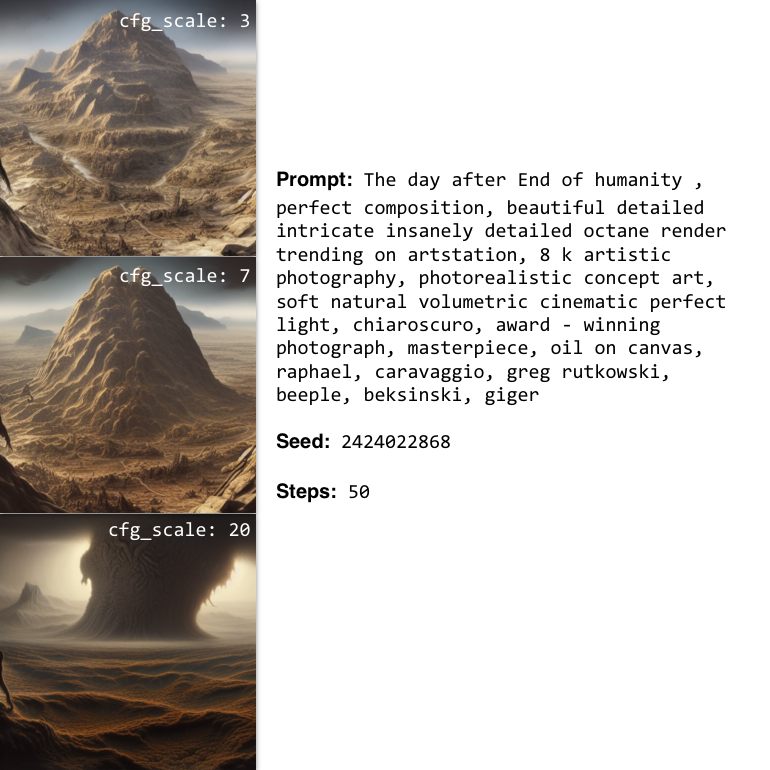 cfg_scale: 3
cfg_scale: 7
cfg_scale: 20
Prompt: The day after End of humanity ,
perfect composition, beautiful detailed
intricate insanely detailed octane render
trending on artstation, 8 k artistic
photography, photorealistic concept art,
soft natural volumetric cinematic perfect
light, chiaroscuro, award - winning
photograph, masterpiece, oil on canvas,
raphael, caravaggio, greg rutkowski,
beeple, beksinski, giger
Seed: 2424022868
Steps: 50